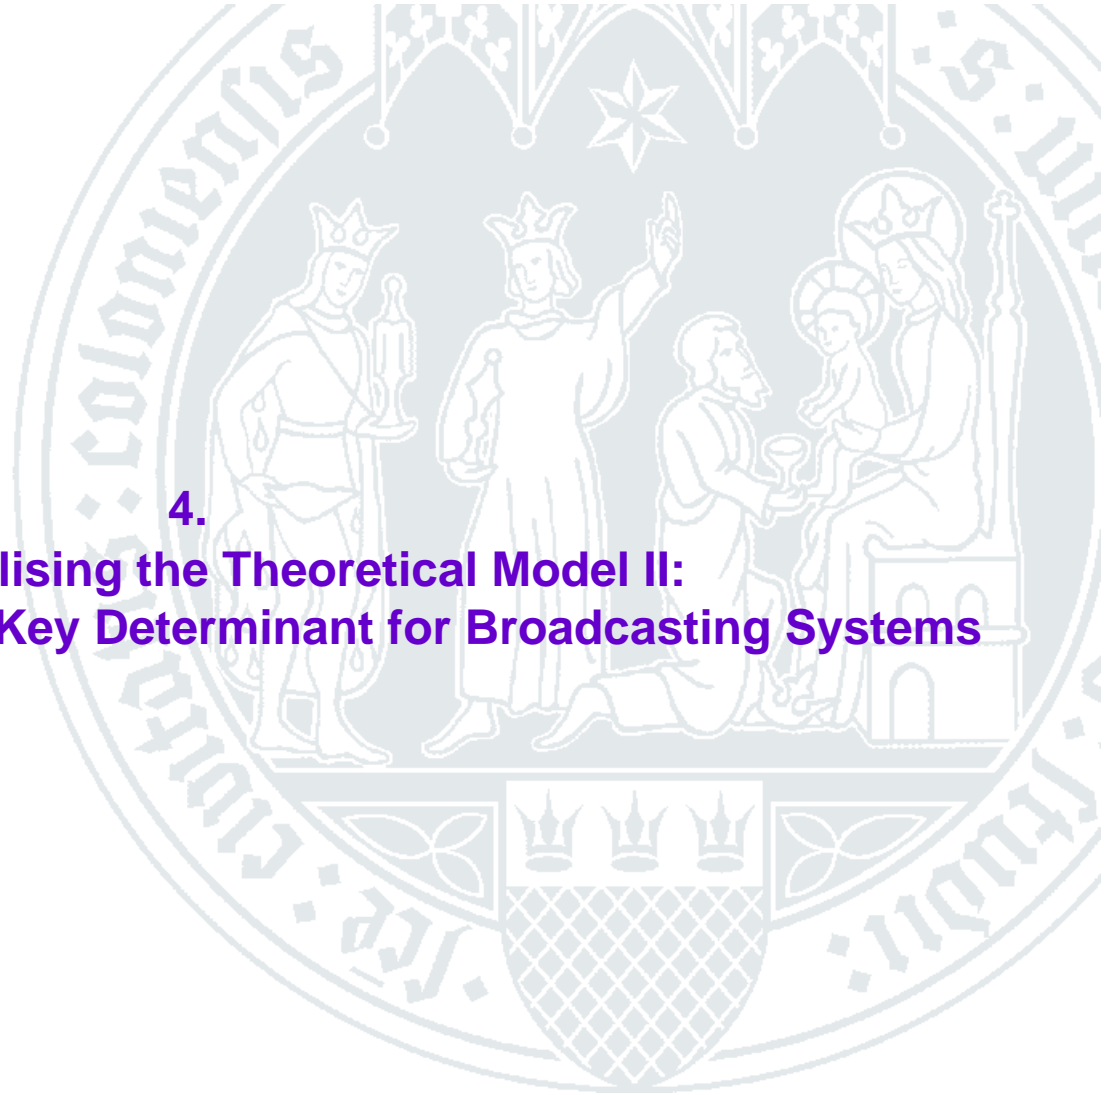 4.
lising the Theoretical Model II:
Key Determinant for Broadcasting Systems